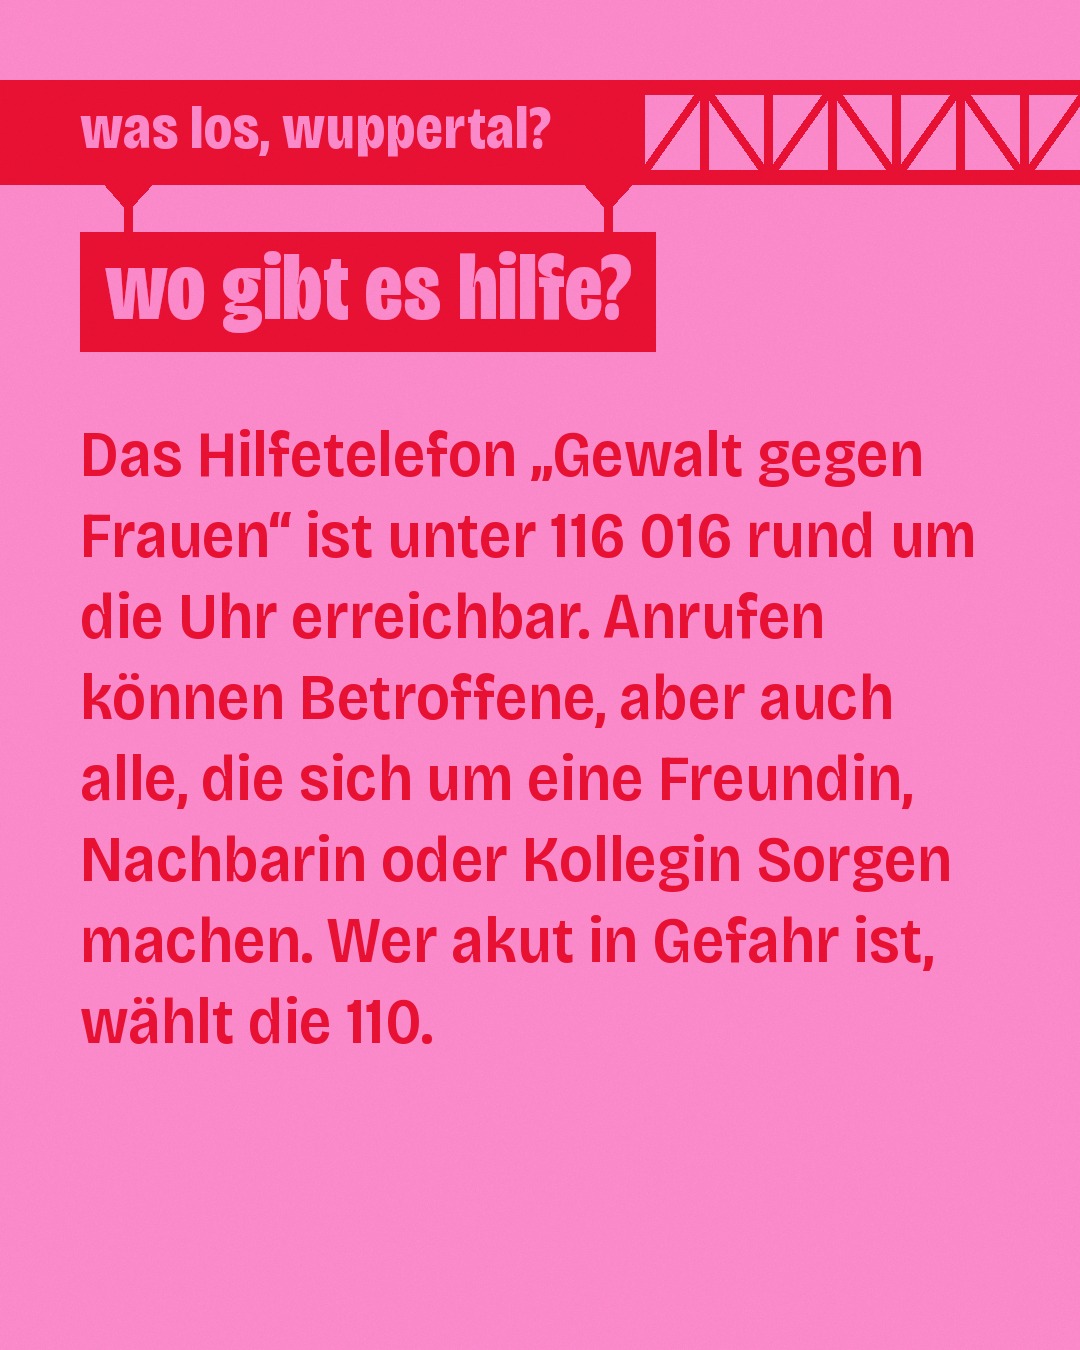 was los, wuppertal?
wo gibt es hilfe?
Das Hilfetelefon „Gewalt gegen
Frauen“ ist unter 116 016 rund um
die Uhr erreichbar. Anrufen
können Betroffene, aber auch
alle, die sich um eine Freundin,
Nachbarin oder Kollegin Sorgen
machen. Wer akut in Gefahr ist,
wählt die 110.